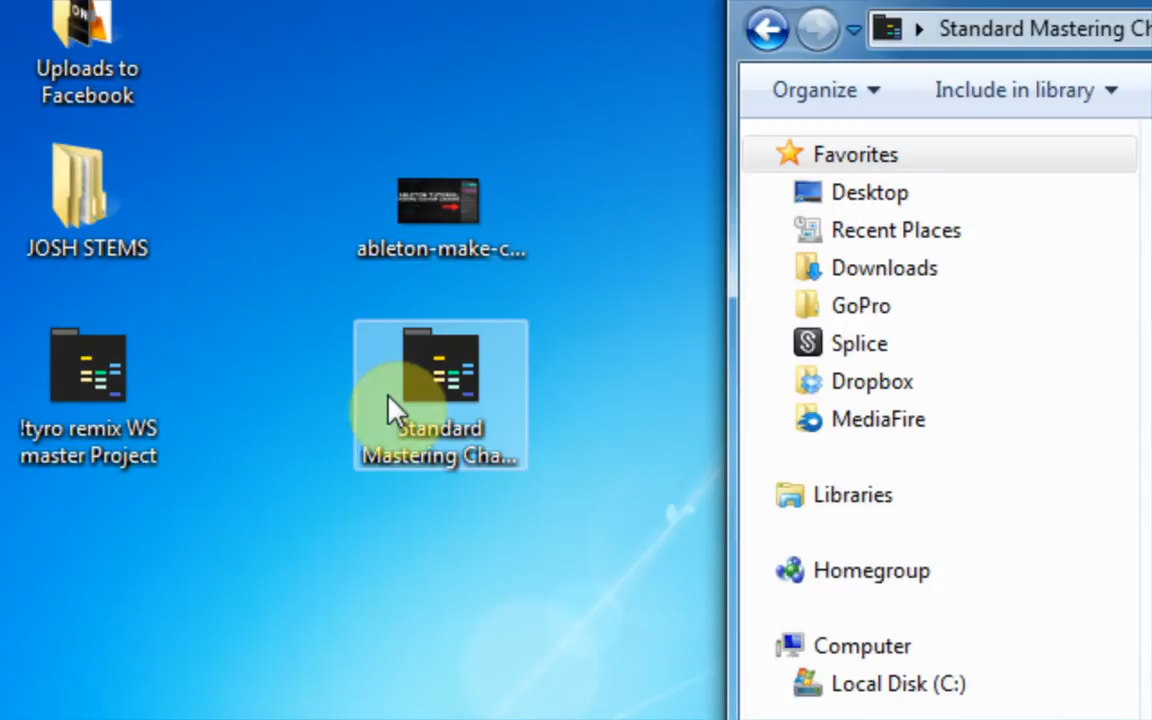 Uploads to
Facebook
JOSH STEMS
!tyro remix WS
master Project
ableton-make-c...
Standard
Mastering Cha...
Standard Mastering Ch
Organize
Include in library
Favorites
Desktop
Recent Places
Downloads
GoPro
Splice
Dropbox
MediaFire
Libraries
Homegroup
Computer
Local Disk (C:)